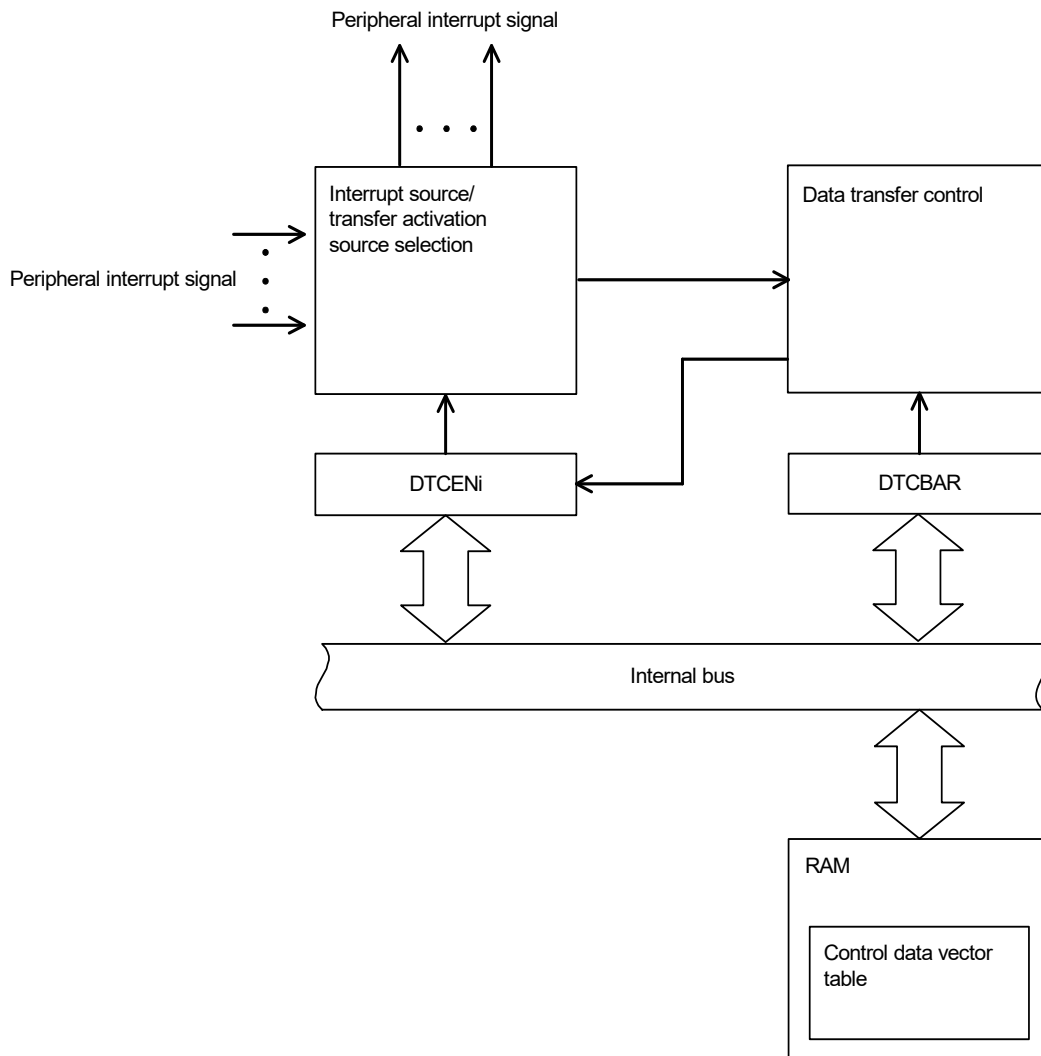 Peripheral interrupt signal
Interrupt source/
transfer activation
source selection
Data transfer control
Peripheral interrupt signal
DTCENi
DTCBAR
Internal bus
RAM
Control data vector
table